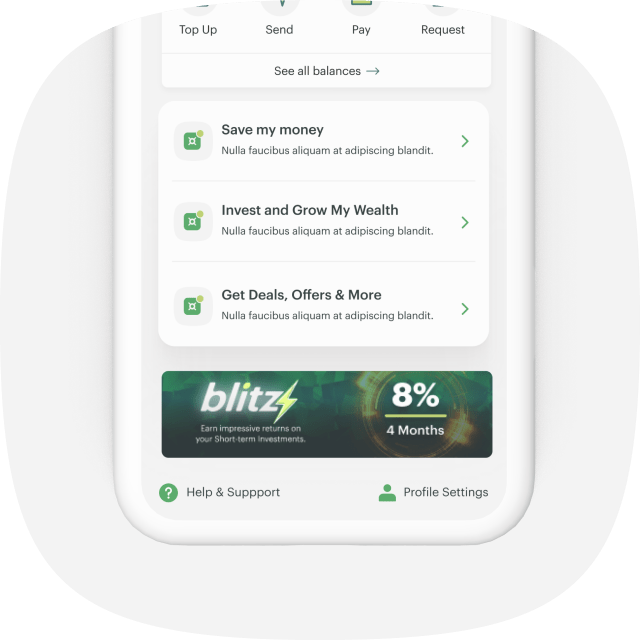 Top Up Send Pay Request
See all balances →
Save my money
Nulla faucibus aliquam at adipiscing blandit.
Invest and Grow My Wealth
Nulla faucibus aliquam at adipiscing blandit.
Get Deals, Offers & More
Nulla faucibus aliquam at adipiscing blandit.
blitz
Earn impressive returns on
your Short-term Investments.
8%
4 Months
? Help & Suppport Profile Settings